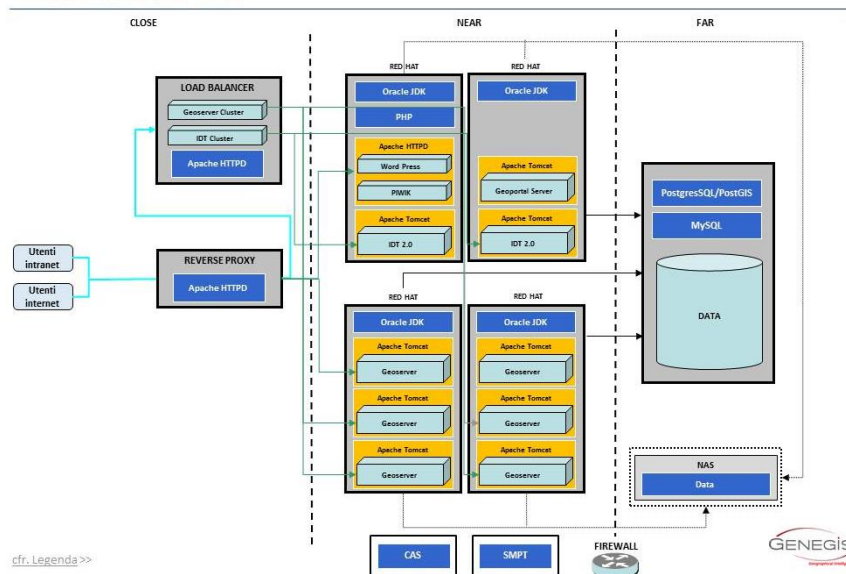 CLOSE
NEAR
FAR
RED HAT
RED HAT
LOAD BALANCER
Geoserver Cluster
IDT Cluster
Apache HTTPD
Oracle JDK
PHP
Apache HTTPD
Word Press
PIWIK
Apache Tomcat
IDT 2.0
Oracle JDK
Apache Tomcat
Geoportal Server
Apache Tomcat
IDT 2.0
PostgresSQL/PostGIS
MySQL
DATA
Utenti
intranet
Utenti
internet
REVERSE PROXY
Apache HTTPD
RED HAT
RED HAT
Oracle JDK
Apache Tomcat
Geoserver
Apache Tomcat
Geoserver
Apache Tomcat
Geoserver
Oracle JDK
Apache Tomcat
Geoserver
Apache Tomcat
Geoserver
Apache Tomcat
Geoserver
NAS
Data
CAS
SMPT
FIREWALL
cfr. Legenda >>